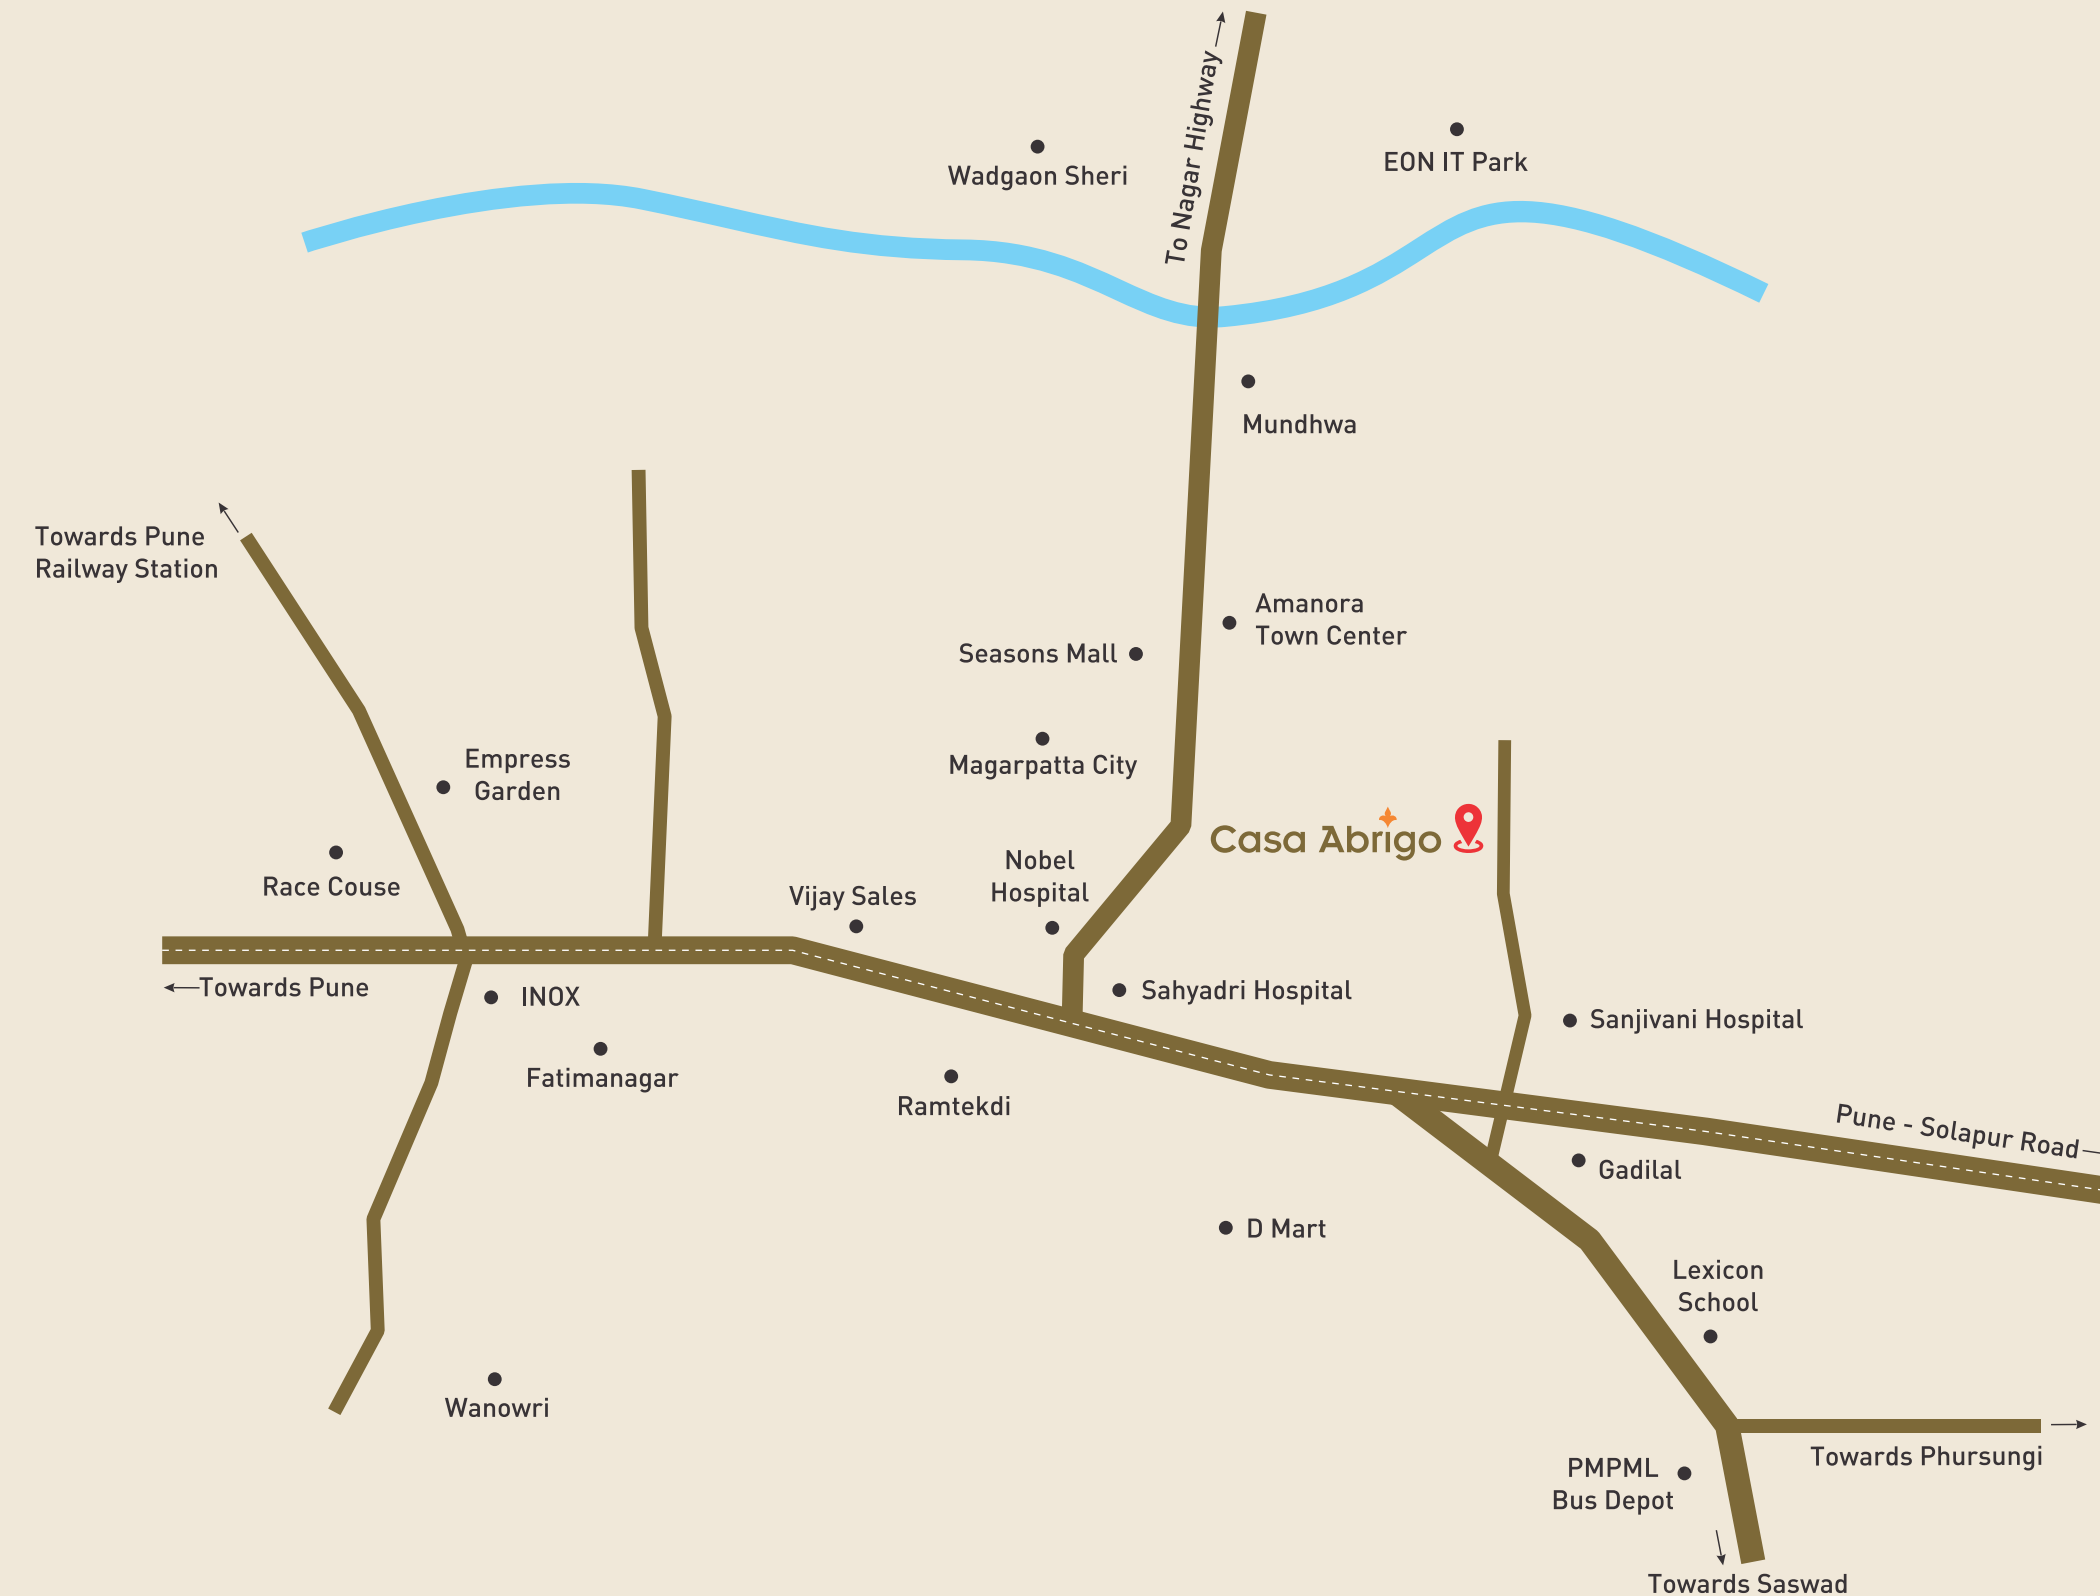 To Nagar Highway
EON IT Park
Wadgaon Sheri
Mundhwa
Towards Pune
Railway Station
Amanora
Town Center
Seasons Mall
Magarpatta City
Empress
Garden
Casa Abrigo
Race Couse
Vijay Sales
Nobel
Hospital
Towards Pune
INOX
Sahyadri Hospital
Sanjivani Hospital
Fatimanagar
Ramtekdi
Pune - Solapur Road
Gadilal
D Mart
Lexicon
School
Wanowri
Towards Phursungi
PMPML
Bus Depot
Towards Saswad